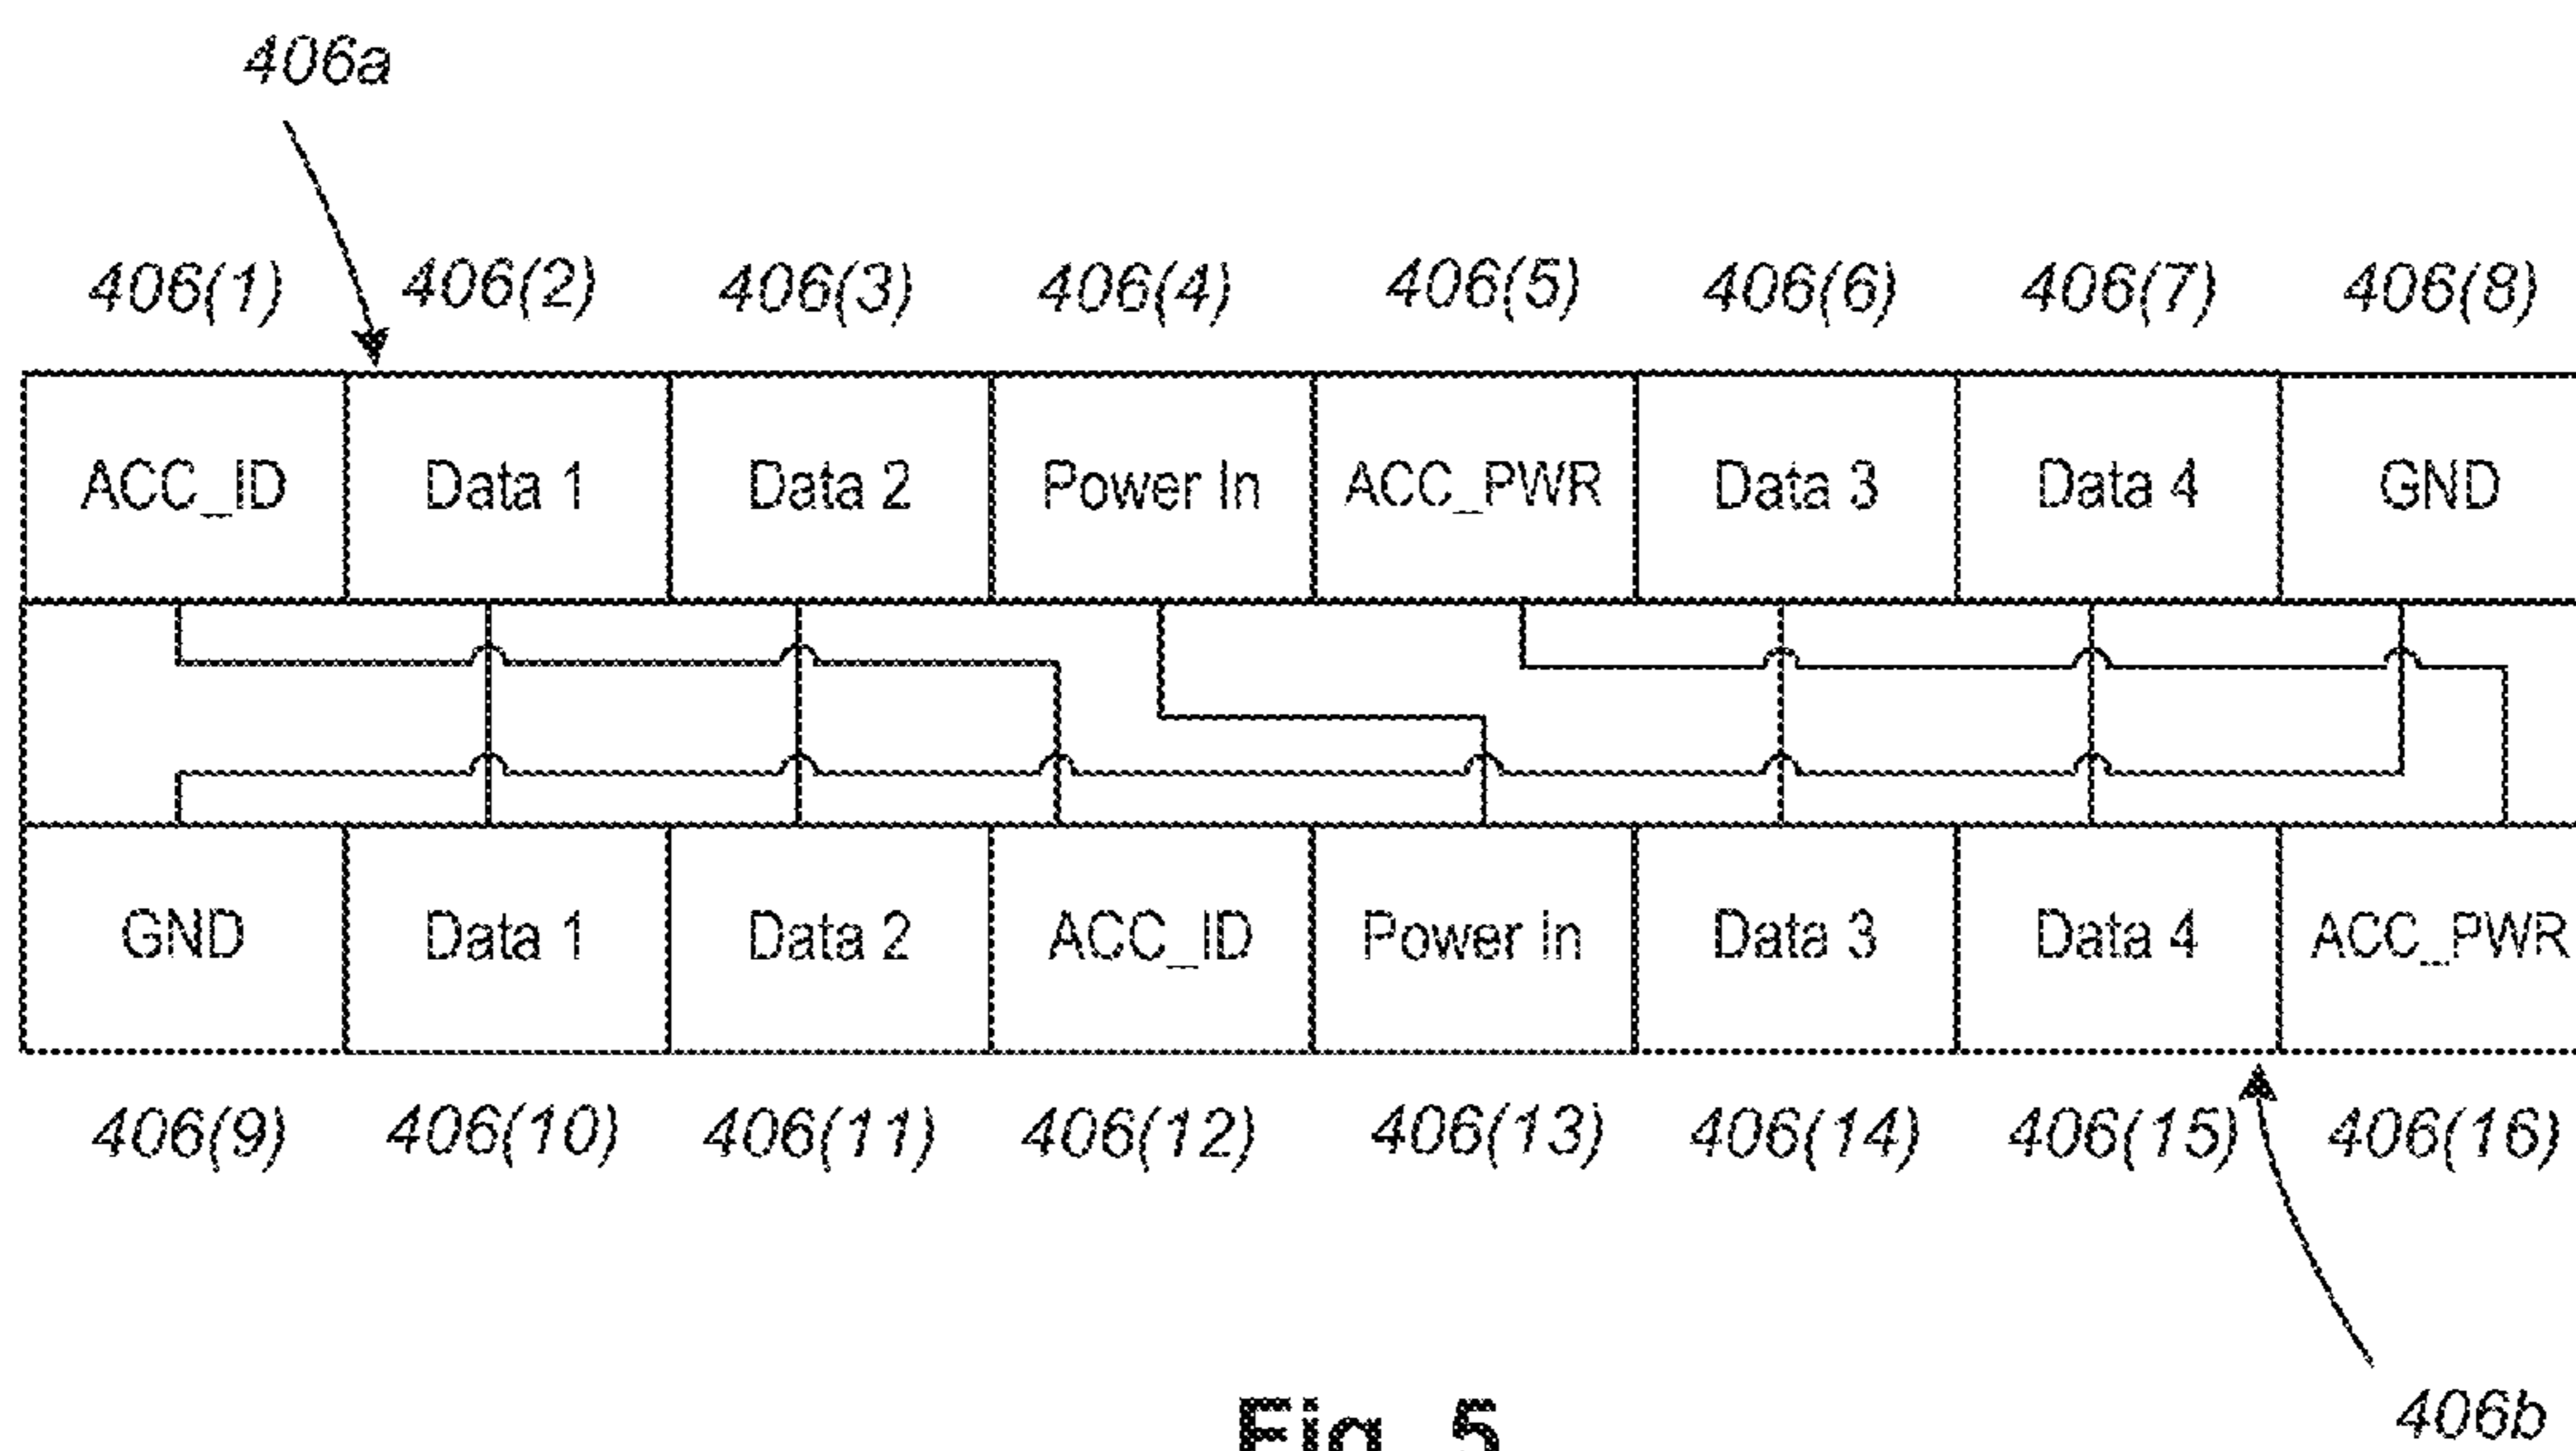 406a
406(1) 406(2) 406(3) 406(4) 406(5) 406(6) 406(7) 406(8)
ACC_ID Data 1 Data 2 Power In ACC_PWR Data 3 Data 4 GND
GND Data 1 Data 2 ACC_ID Power In Data 3 Data 4 ACC_PWR
406(9) 406(10) 406(11) 406(12) 406(13) 406(14) 406(15) 406(16)
406b
Fig. 5